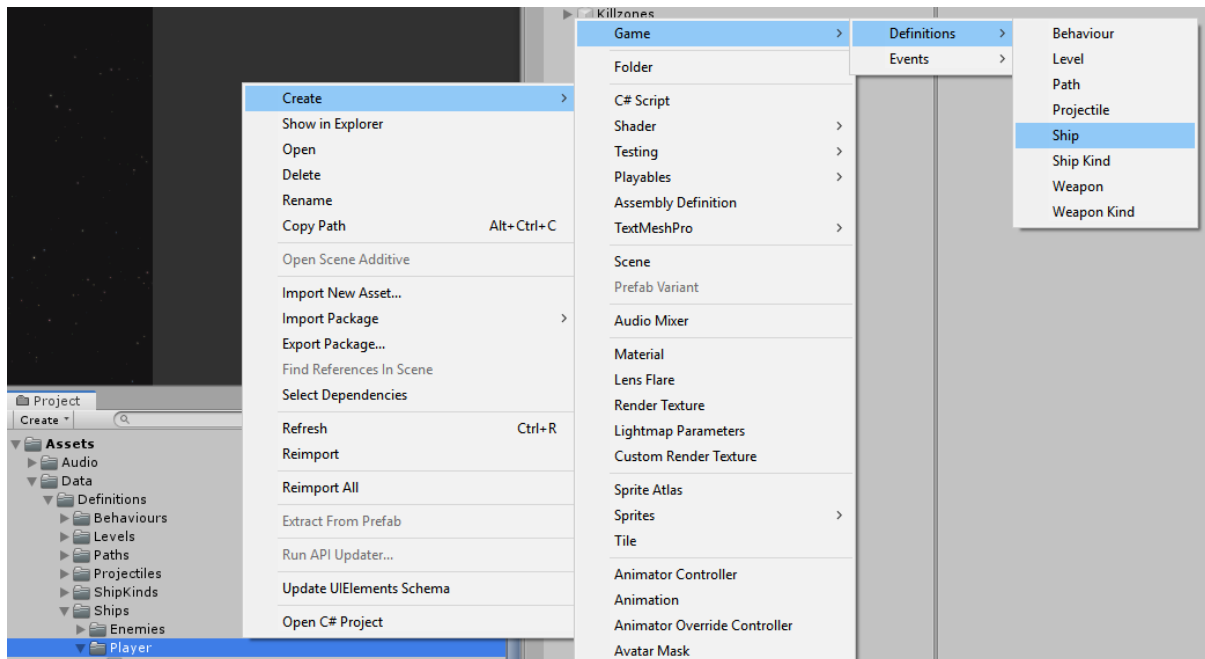 Killzones
Game
Definitions
Behaviour
Events
Level
Path
Projectile
Ship
Ship Kind
Weapon
Weapon Kind
Folder
C# Script
Shader
Testing
Playables
Assembly Definition
TextMeshPro
Scene
Prefab Variant
Audio Mixer
Material
Lens Flare
Render Texture
Lightmap Parameters
Custom Render Texture
Sprite Atlas
Sprites
Tile
Animator Controller
Animation
Animator Override Controller
Avatar Mask
Create
Show in Explorer
Open
Delete
Rename
Copy Path Alt+Ctrl+C
Open Scene Additive
Import New Asset...
Import Package
Export Package...
Find References In Scene
Select Dependencies
Refresh Ctrl+R
Reimport
Reimport All
Extract From Prefab
Run API Updater...
Update UIElements Schema
Open C# Project
Project
Create
Assets
Audio
Data
Definitions
Behaviours
Levels
Paths
Projectiles
ShipKinds
Ships
Enemies
Player